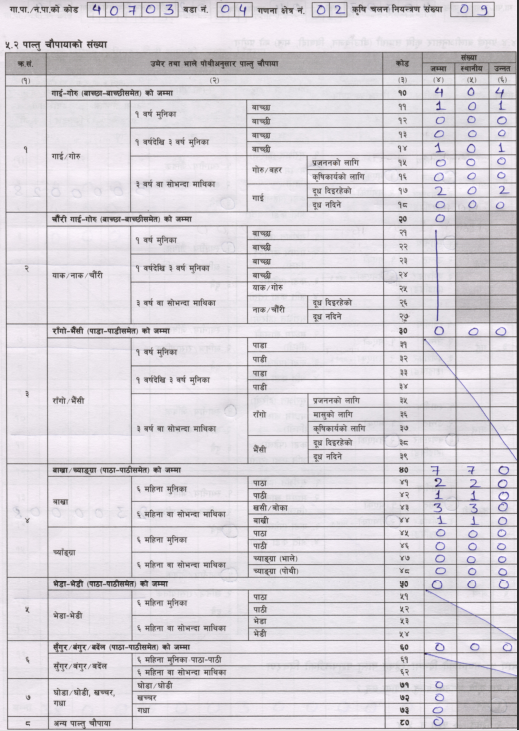 गा.पा./न.पा.को कोड 4 0 7 0 3 वडा नं. 0 4 गणना क्षेत्र नं. 0 2 कृषि चलन नियन्त्रण संख्या 0 9
५.२ पाल्तु चौपायाको संख्या
क्र.सं. उमेर तथा भाले पोथीअनुसार पाल्तु चौपाया कोड संख्या
जम्मा स्थानीय उन्नत
(१) (२) (३) (४) (५) (६)
गाई-गोरु (बाच्छा-बाच्छीसमेत) को जम्मा १० 4 0 4
१ गाई/गोरु १ वर्ष मुनिका बाच्छा ११ 1 0 1
बाच्छी १२ 0 0 0
१ वर्षदेखि ३ वर्ष मुनिका बाच्छा १३ 0 0 0
बाच्छी १४ 1 0 1
३ वर्ष वा सोभन्दा माथिका गोरु/बहर प्रजननको लागि १५ 0 0 0
कृषिकार्यको लागि १६ 0 0 0
गाई दूध दिइरहेको १७ 2 0 2
दूध नदिने १८ 0 0 0
चौंरी गाई-गोरु (बाच्छा-बाच्छीसमेत) को जम्मा २० 0
२ याक/नाक/चौंरी १ वर्ष मुनिका बाच्छा २१
बाच्छी २२
१ वर्षदेखि ३ वर्ष मुनिका बाच्छा २३
बाच्छी २४
३ वर्ष वा सोभन्दा माथिका याक/गोरु २५
नाक/चौंरी दूध दिइरहेको २६
दूध नदिने २७
राँगो-भैंसी (पाडा-पाडीसमेत) को जम्मा ३० 0 0 0
३ राँगो/भैंसी १ वर्ष मुनिका पाडा ३१
पाडी ३२
१ वर्षदेखि ३ वर्ष मुनिका पाडा ३३
पाडी ३४
३ वर्ष वा सोभन्दा माथिका राँगो प्रजननको लागि ३५
मासुको लागि ३६
कृषिकार्यको लागि ३७
भैंसी दूध दिइरहेको ३८
दूध नदिने ३९
बाख्रा/च्याङ्ग्रा (पाठा-पाठीसमेत) को जम्मा ४० 7 7 0
४ बाख्रा ६ महिना मुनिका पाठा ४१ 2 2 0
पाठी ४२ 1 1 0
६ महिना वा सोभन्दा माथिका खसी/बोका ४३ 3 3 0
बाख्री ४४ 1 1 0
च्याङ्ग्रा ६ महिना मुनिका पाठा ४५ 0 0 0
पाठी ४६ 0 0 0
६ महिना वा सोभन्दा माथिका च्याङ्ग्रा (भाले) ४७ 0 0 0
च्याङ्ग्रा (पोथी) ४८ 0 0 0
भेडा-भेडी (पाठा-पाठीसमेत) को जम्मा ५० 0 0 0
५ भेडा-भेडी ६ महिना मुनिका पाठा ५१
पाठी ५२
६ महिना वा सोभन्दा माथिका भेडा ५३
भेडी ५४
सुँगुर/बंगुर/बदेल (पाठा-पाठीसमेत) को जम्मा ६० 0 0 0
६ सुँगुर/बंगुर/बदेल ६ महिना मुनिका पाठा-पाठी ६१
६ महिना वा सोभन्दा माथिका ६२
७ घोडा/घोडी, खच्चर, गधा घोडा/घोडी ७१ 0
खच्चर ७२ 0
गधा ७३ 0
८ अन्य पाल्तु चौपाया ८० 0